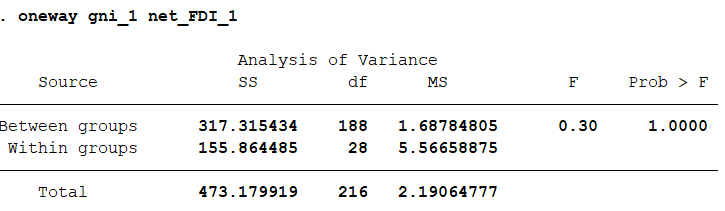 . oneway gni_1 net_FDI_1
Analysis of Variance
Source SS df MS F Prob > F
Between groups 317.315434 188 1.68784805 0.30 1.0000
Within groups 155.864485 28 5.56658875
Total 473.179919 216 2.19064777